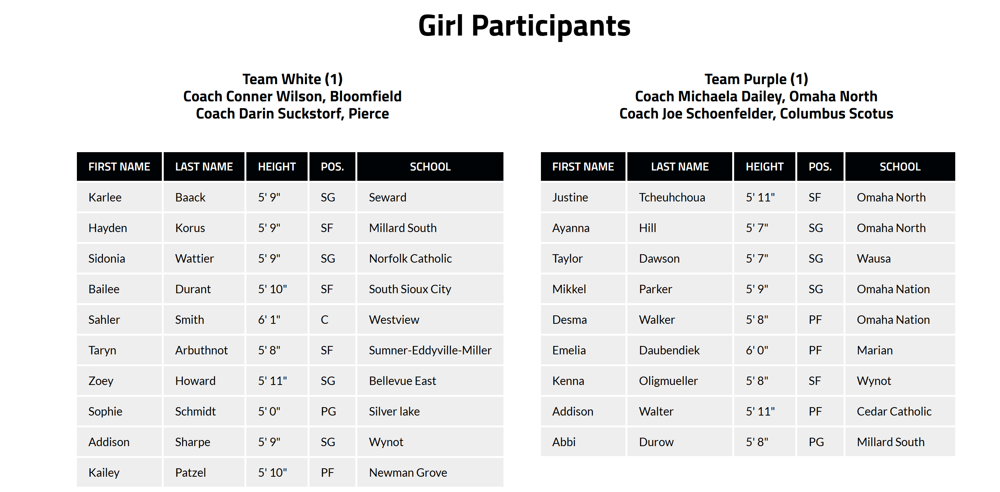 Girl Participants
Team White (1)
Coach Conner Wilson, Bloomfield
Coach Darin Suckstorf, Pierce
FIRST NAME LAST NAME HEIGHT POS. SCHOOL
Karlee Baack 5' 9" SG Seward
Hayden Korus 5' 9" SF Millard South
Sidonia Wattier 5' 9" SG Norfolk Catholic
Bailee Durant 5' 10" SF South Sioux City
Sahler Smith 6' 1" C Westview
Taryn Arbuthnot 5' 8" SF Sumner-Eddyville-Miller
Zoey Howard 5' 11" SG Bellevue East
Sophie Schmidt 5' 0" PG Silver lake
Addison Sharpe 5' 9" SG Wynot
Kailey Patzel 5' 10" PF Newman Grove
Team Purple (1)
Coach Michaela Dailey, Omaha North
Coach Joe Schoenfelder, Columbus Scotus
FIRST NAME LAST NAME HEIGHT POS. SCHOOL
Justine Tcheuhchoua 5' 11" SF Omaha North
Ayanna Hill 5' 7" SG Omaha North
Taylor Dawson 5' 7" SG Wausa
Mikkel Parker 5' 9" SG Omaha Nation
Desma Walker 5' 8" PF Omaha Nation
Emelia Daubendiek 6' 0" PF Marian
Kenna Oligmueller 5' 8" SF Wynot
Addison Walter 5' 11" PF Cedar Catholic
Abbi Durow 5' 8" PG Millard South